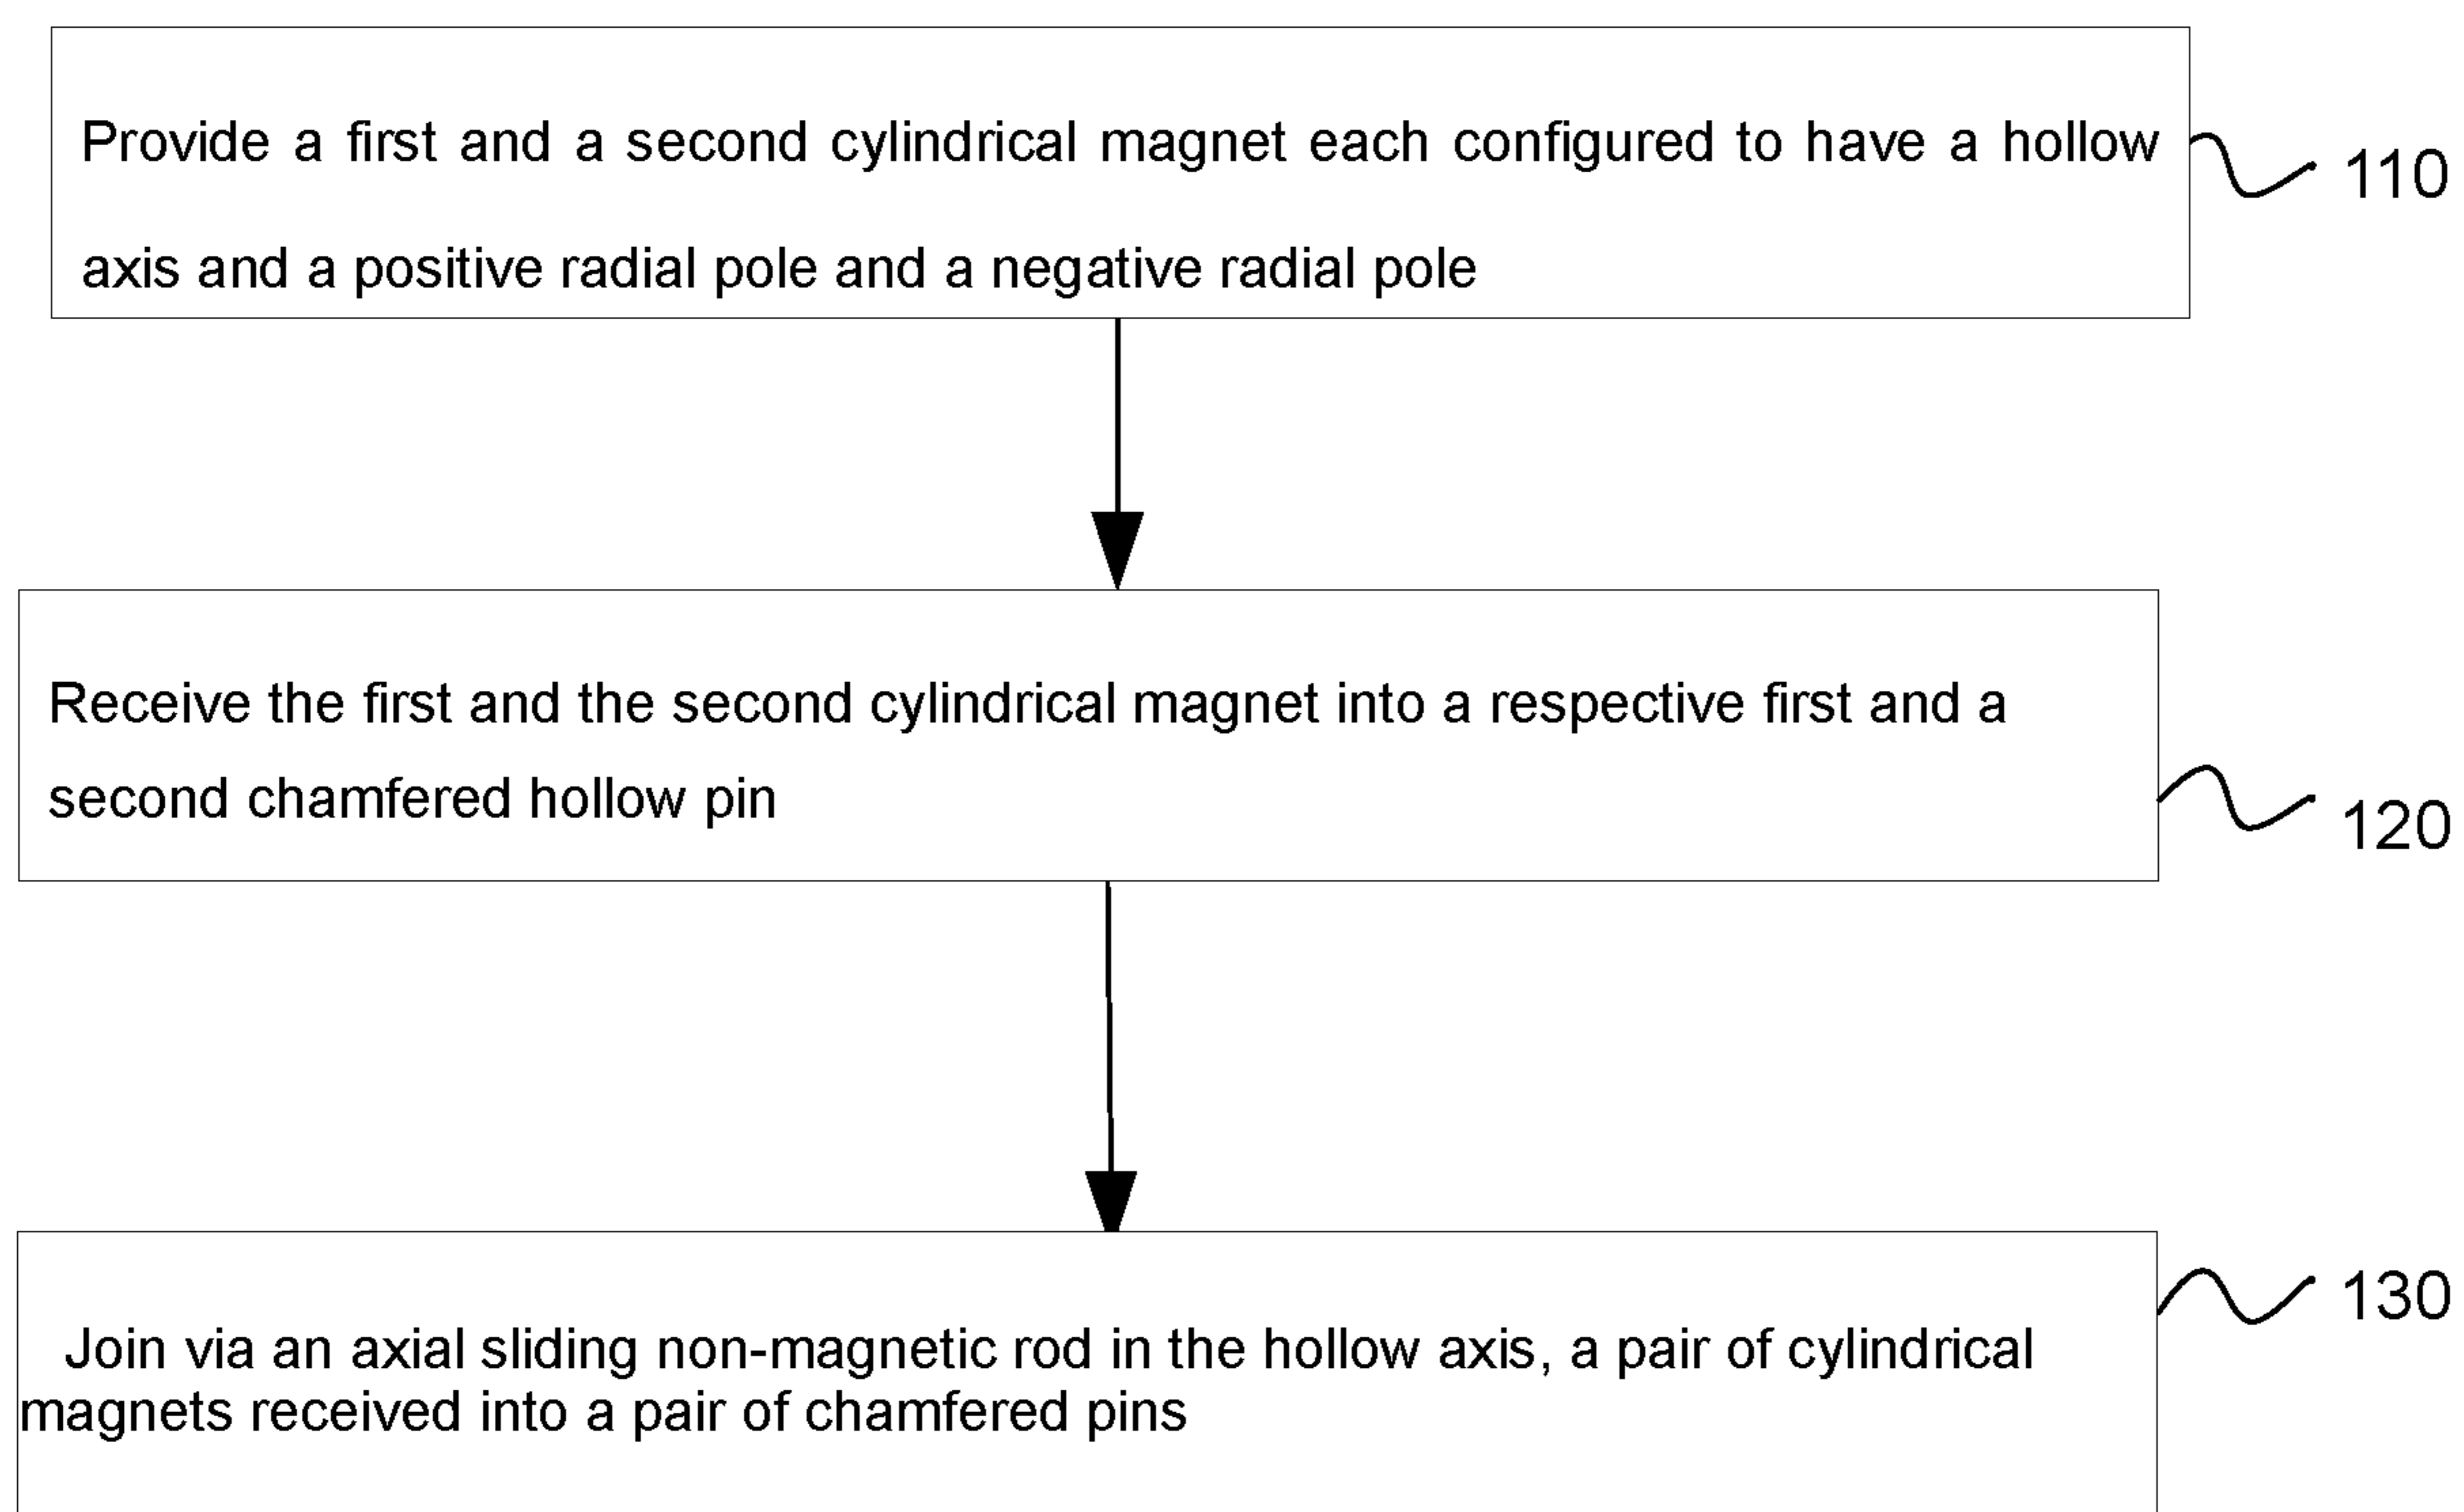 Provide a first and a second cylindrical magnet each configured to have a hollow
axis and a positive radial pole and a negative radial pole
110
Receive the first and the second cylindrical magnet into a respective first and a
second chamfered hollow pin
120
130
Join via an axial sliding non-magnetic rod in the hollow axis, a pair of cylindrical
magnets received into a pair of chamfered pins